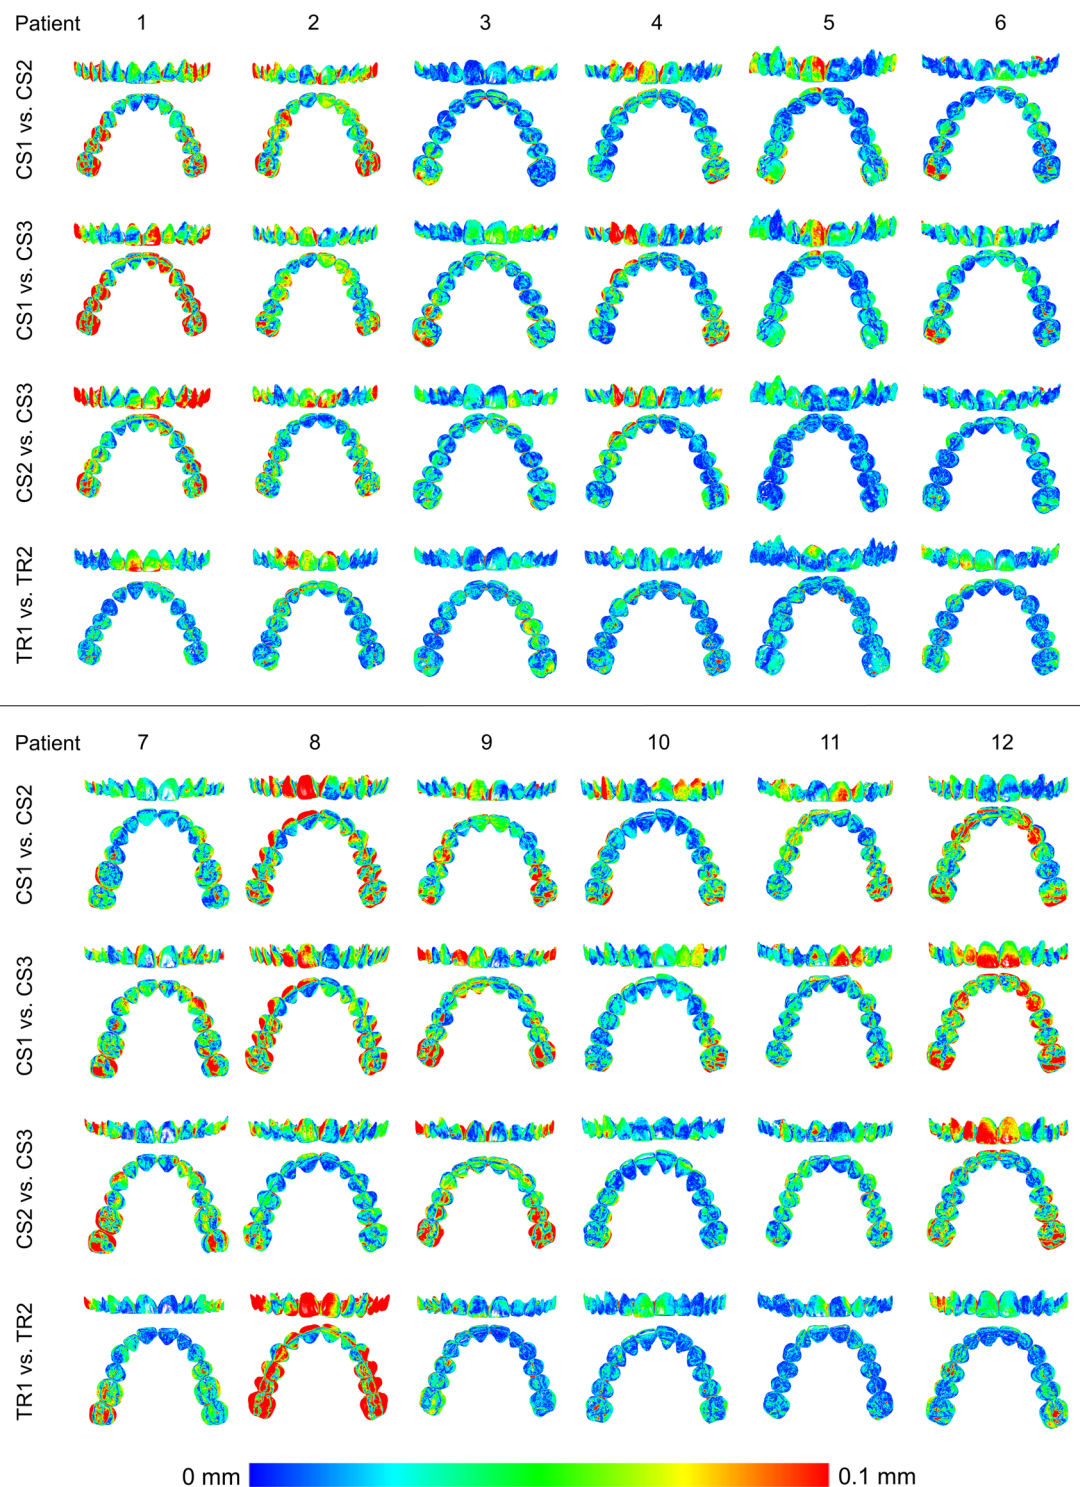 Patient 1 2 3 4 5 6
CS1 vs. CS2
CS1 vs. CS3
CS2 vs. CS3
TR1 vs. TR2
Patient 7 8 9 10 11 12
CS1 vs. CS2
CS1 vs. CS3
CS2 vs. CS3
TR1 vs. TR2
0 mm 0.1 mm